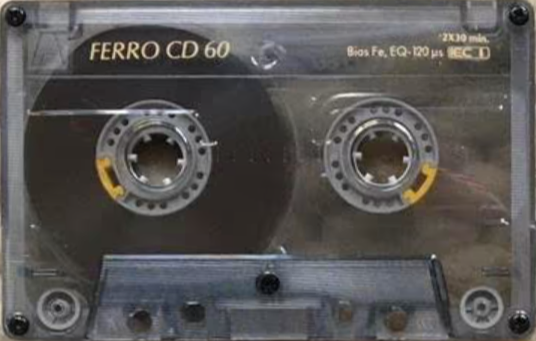 FERRO CD 60
2X30 min.
Bias Fe, EQ-120 µs IEC I